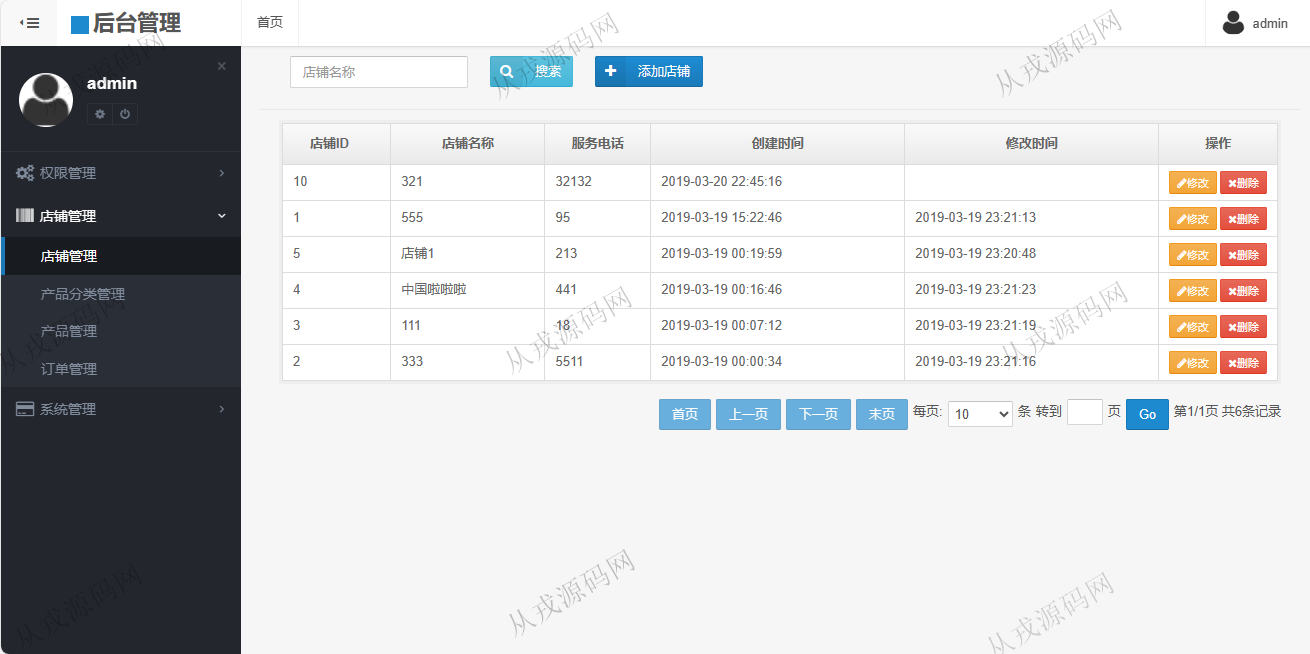 后台管理
首页
admin
admin
权限管理
店铺管理
店铺管理
产品分类管理
产品管理
订单管理
系统管理
店铺名称 搜索 添加店铺
店铺ID 店铺名称 服务电话 创建时间 修改时间 操作
10 321 32132 2019-03-20 22:45:16 修改 删除
1 555 95 2019-03-19 15:22:46 2019-03-19 23:21:13 修改 删除
5 店铺1 213 2019-03-19 00:19:59 2019-03-19 23:20:48 修改 删除
4 中国啦啦啦 441 2019-03-19 00:16:46 2019-03-19 23:21:23 修改 删除
3 111 18 2019-03-19 00:07:12 2019-03-19 23:21:19 修改 删除
2 333 5511 2019-03-19 00:00:34 2019-03-19 23:21:16 修改 删除
首页 上一页 下一页 末页 每页: 10 条 转到 页 Go 第1/1页 共6条记录
从戎源码网
从戎源码网
从戎源码网
从戎源码网
从戎源码网
从戎源码网
从戎源码网
从戎源码网
从戎源码网